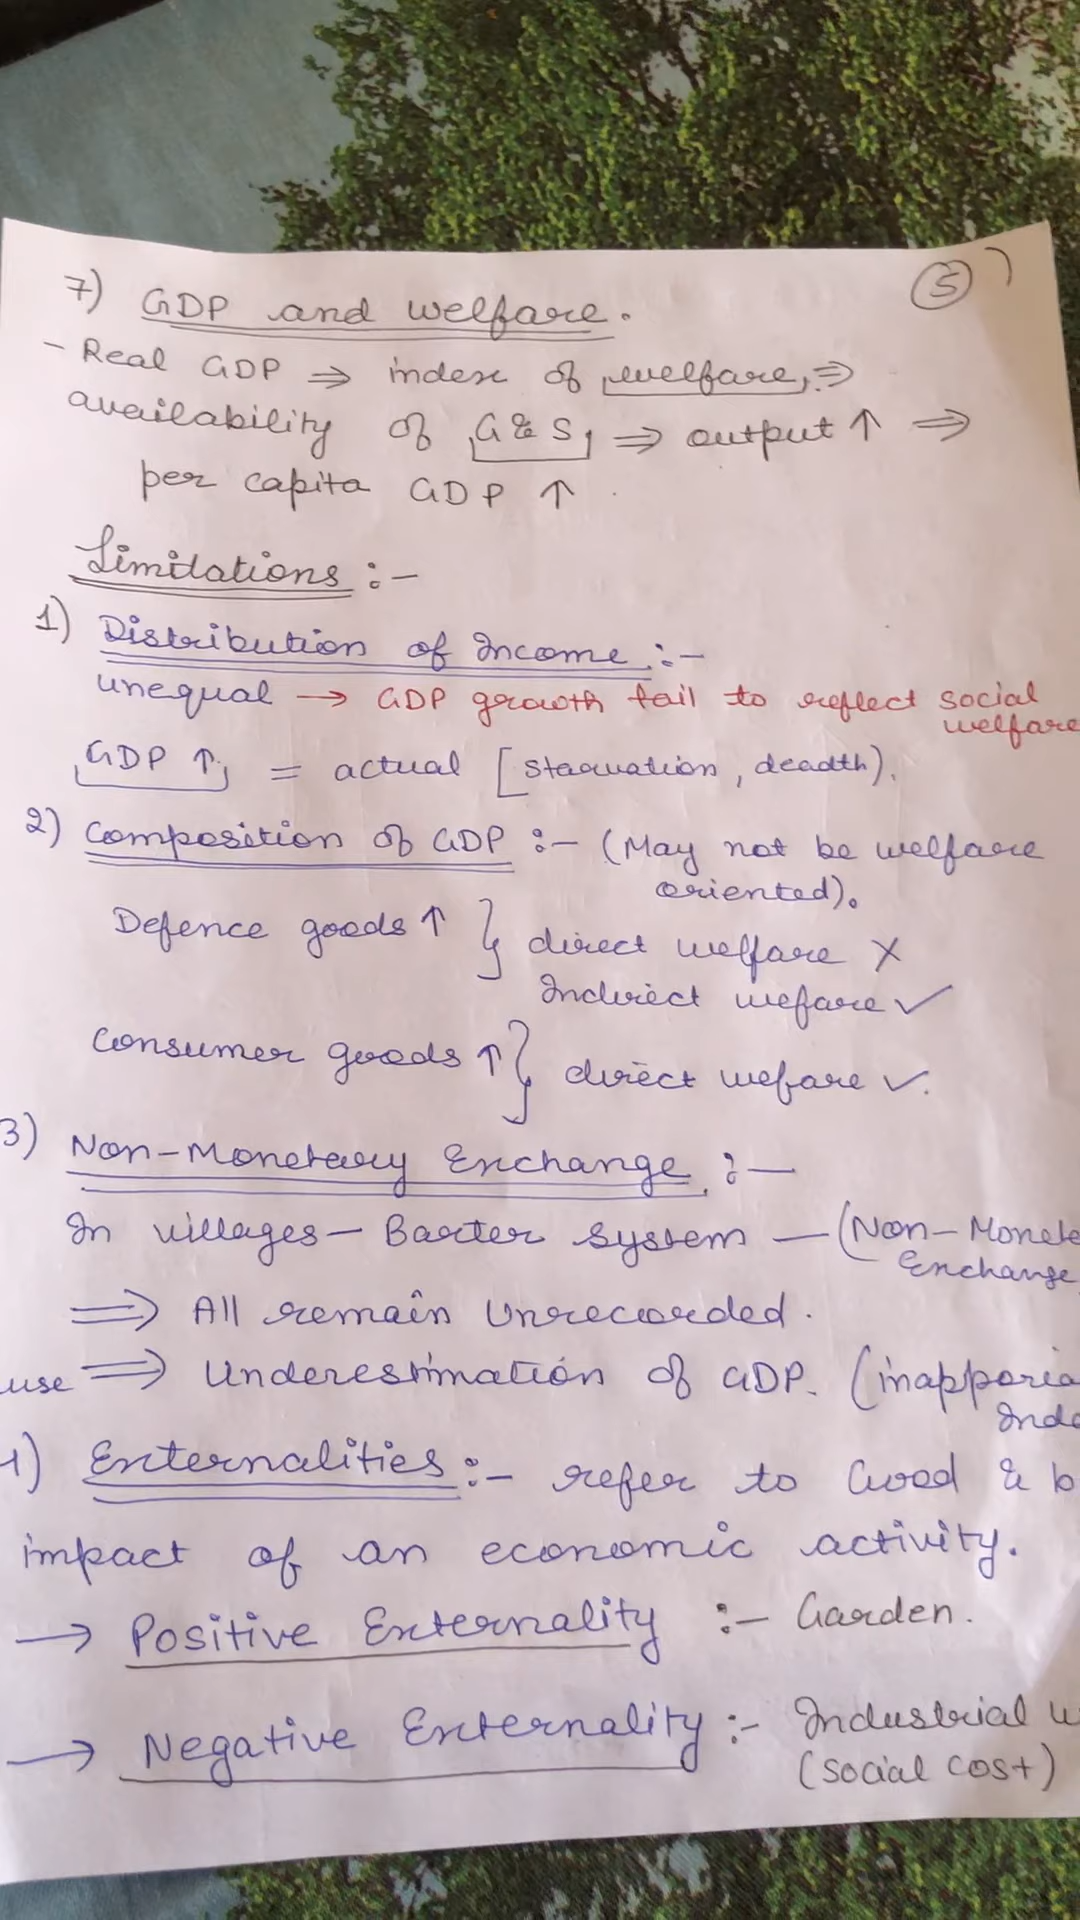 7) GDP and welfare. (5)
- Real GDP ⇒ index of welfare, ⇒
availability of G & S, ⇒ output ↑ ⇒
per capita GDP ↑
Limitations :-
1) Distribution of Income :-
unequal → GDP growth fail to reflect social
welfare
GDP ↑ = actual [starvation, deadth).
2) Composition of GDP :- (May not be welfare
oriented).
Defence goods ↑ } direct welfare X
Indirect wefare ✓
Consumer goods ↑ } direct wefare ✓.
3) Non-Monetary Exchange :-
In villages - Barter system - (Non-Monet
Exchange
⇒ All remain Unrecorded.
use ⇒ Underestimation of GDP. (inapporia
Ind
Externalities :- refer to Good & b
impact of an economic activity.
→ Positive Externality :- Garden.
→ Negative Externality :- Industrial
(social cost)